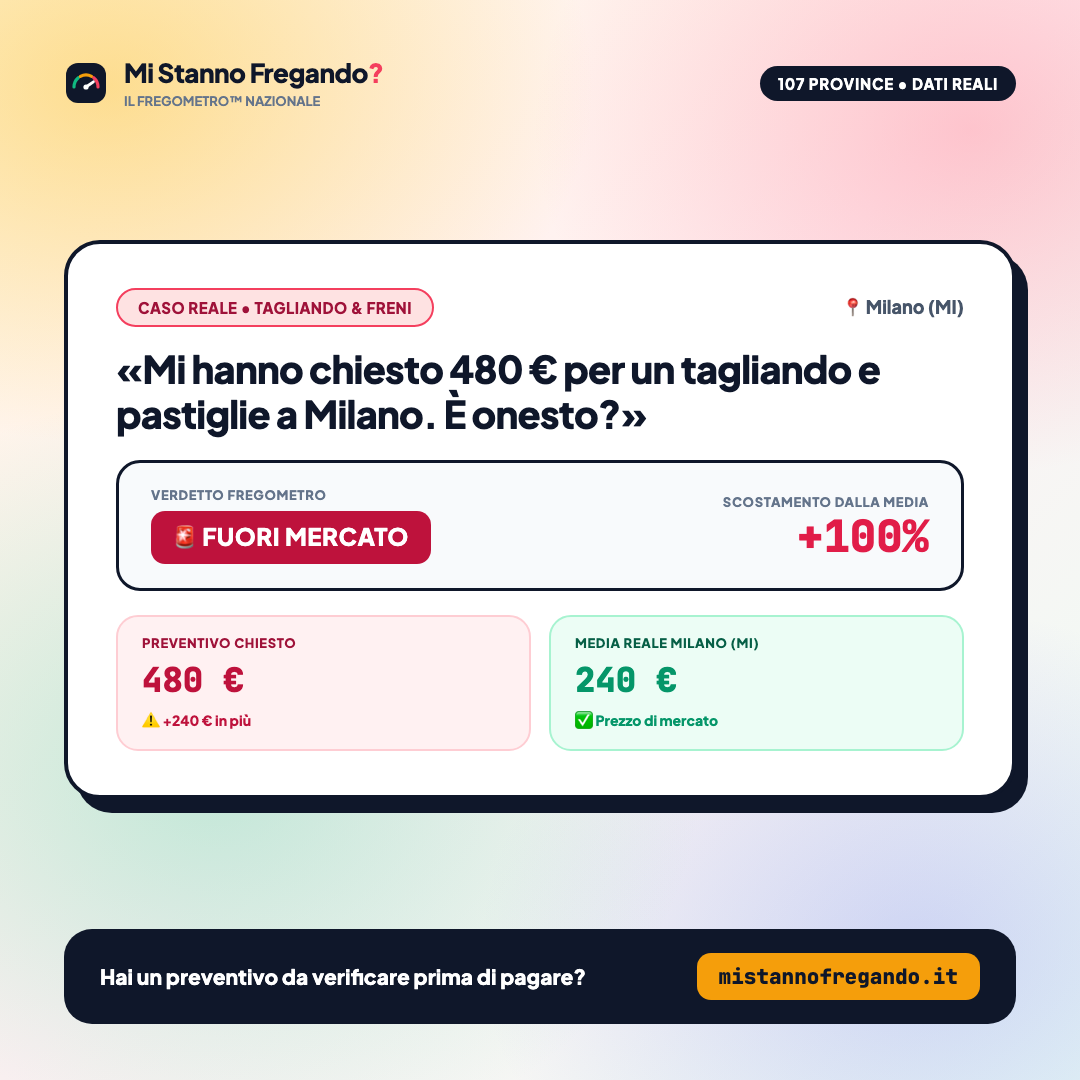 Mi Stanno Fregando?
IL FREGOMETRO™ NAZIONALE
107 PROVINCE ● DATI REALI
CASO REALE ● TAGLIANDO & FRENI
📍 Milano (MI)
«Mi hanno chiesto 480 € per un tagliando e
pastiglie a Milano. È onesto?»
VERDETTO FREGOMETRO
🚨 FUORI MERCATO
SCOSTAMENTO DALLA MEDIA
+100%
PREVENTIVO CHIESTO
480 €
⚠️ +240 € in più
MEDIA REALE MILANO (MI)
240 €
✅ Prezzo di mercato
Hai un preventivo da verificare prima di pagare?
mistannofregando.it